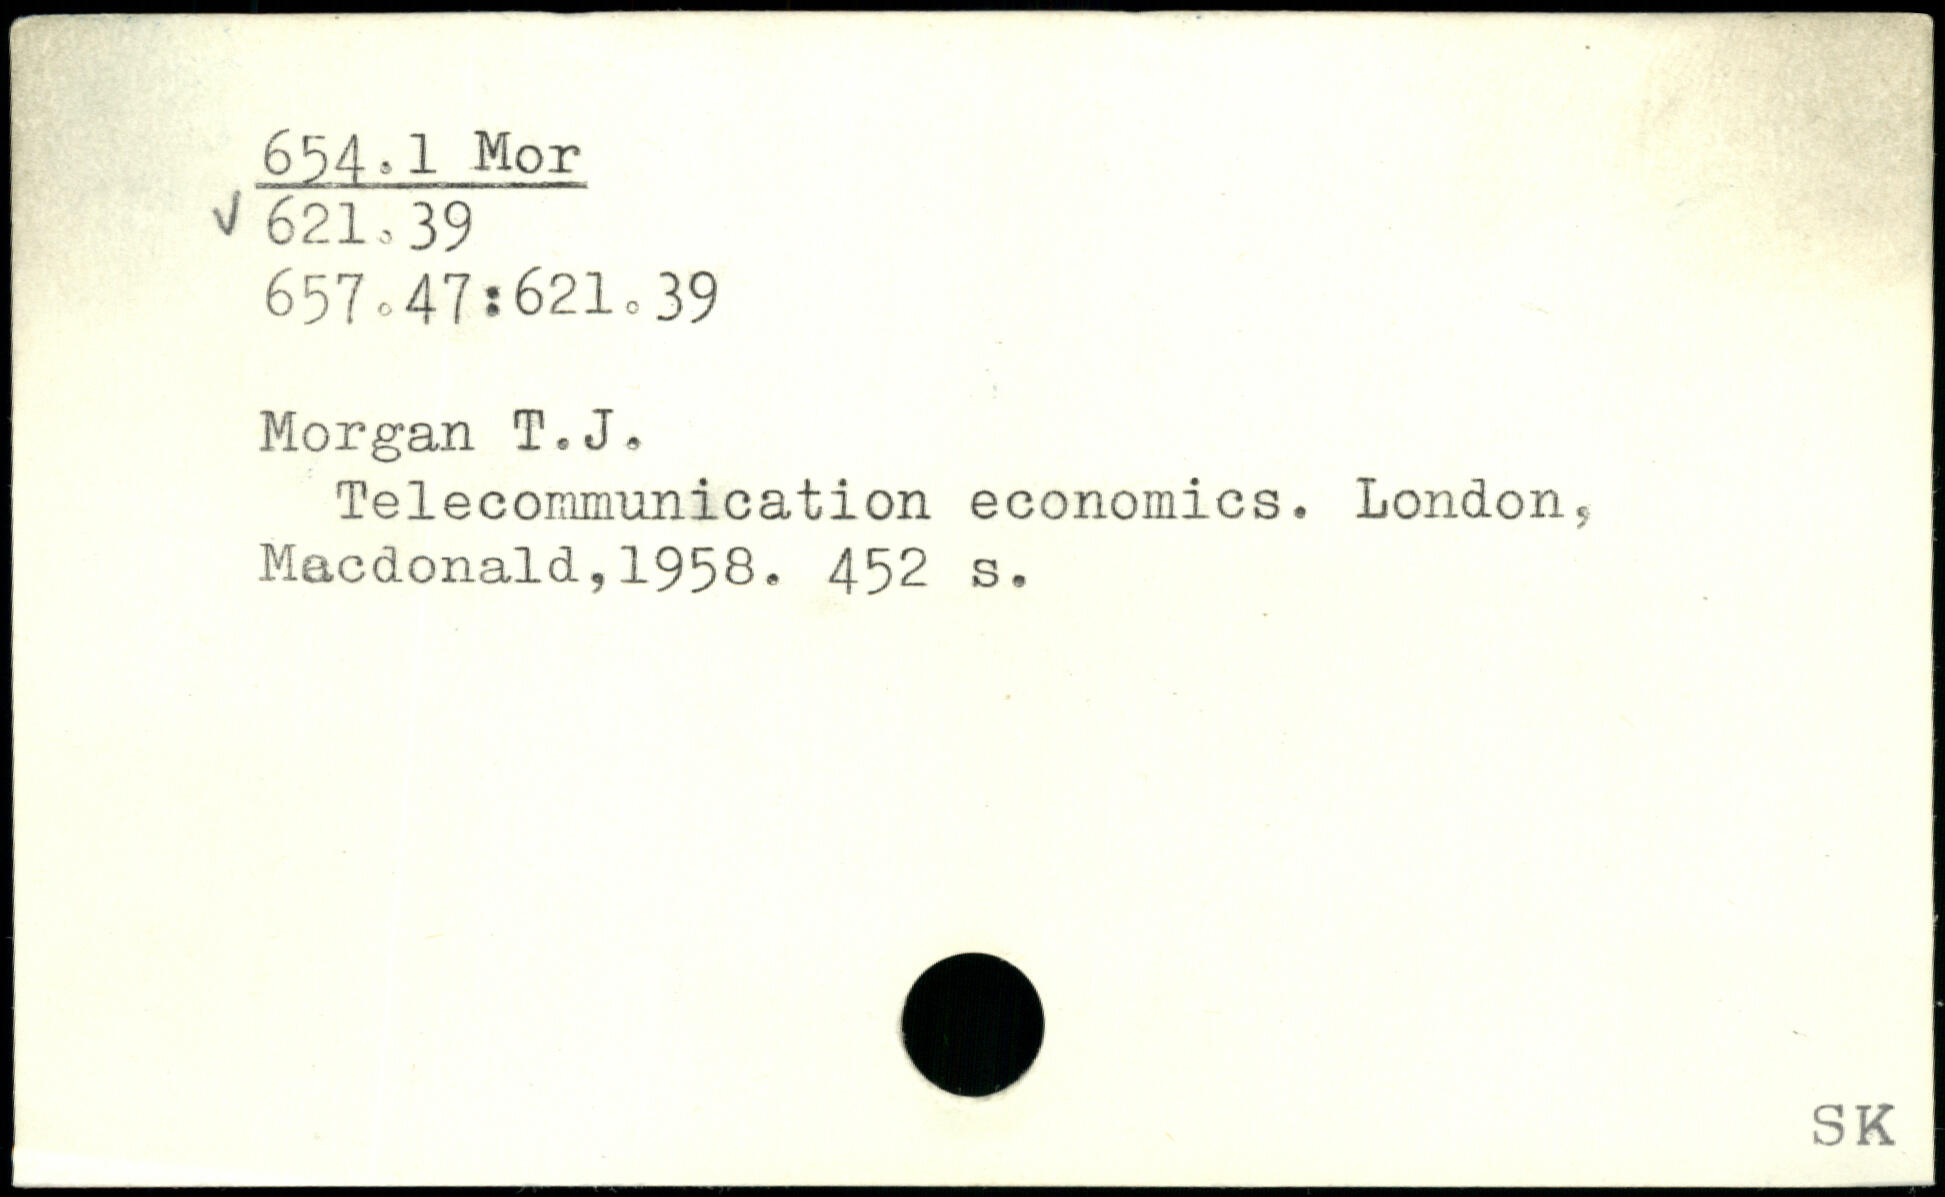 654.1 Mor
√ 621.39
657.47:621.39
Morgan T.J.
Telecommunication economics. London,
Macdonald,1958. 452 s.
SK